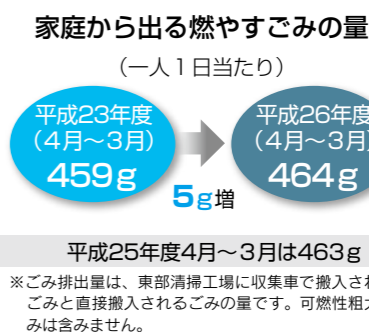 家庭から出る燃やすごみの量
（一人１日当たり）
平成23年度
（4月～3月）
459g
平成26年度
（4月～3月）
464g
5g増
平成25年度4月～3月は463g
※ごみ排出量は、東部清掃工場に収集車で搬入され
ごみと直接搬入されるごみの量です。可燃性粗大
みは含みません。